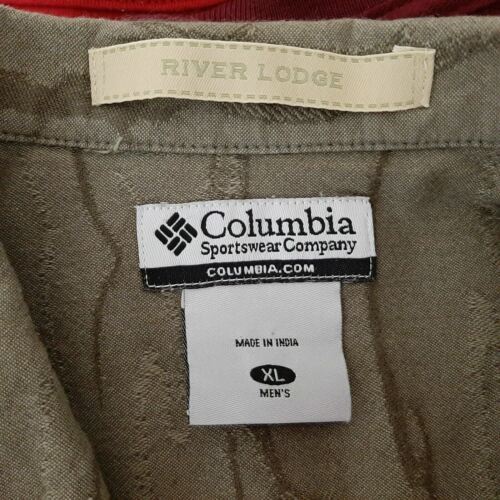 RIVER LODGE
Columbia
Sportswear Company
COLUMBIA.COM
MADE IN INDIA
XL
MEN'S